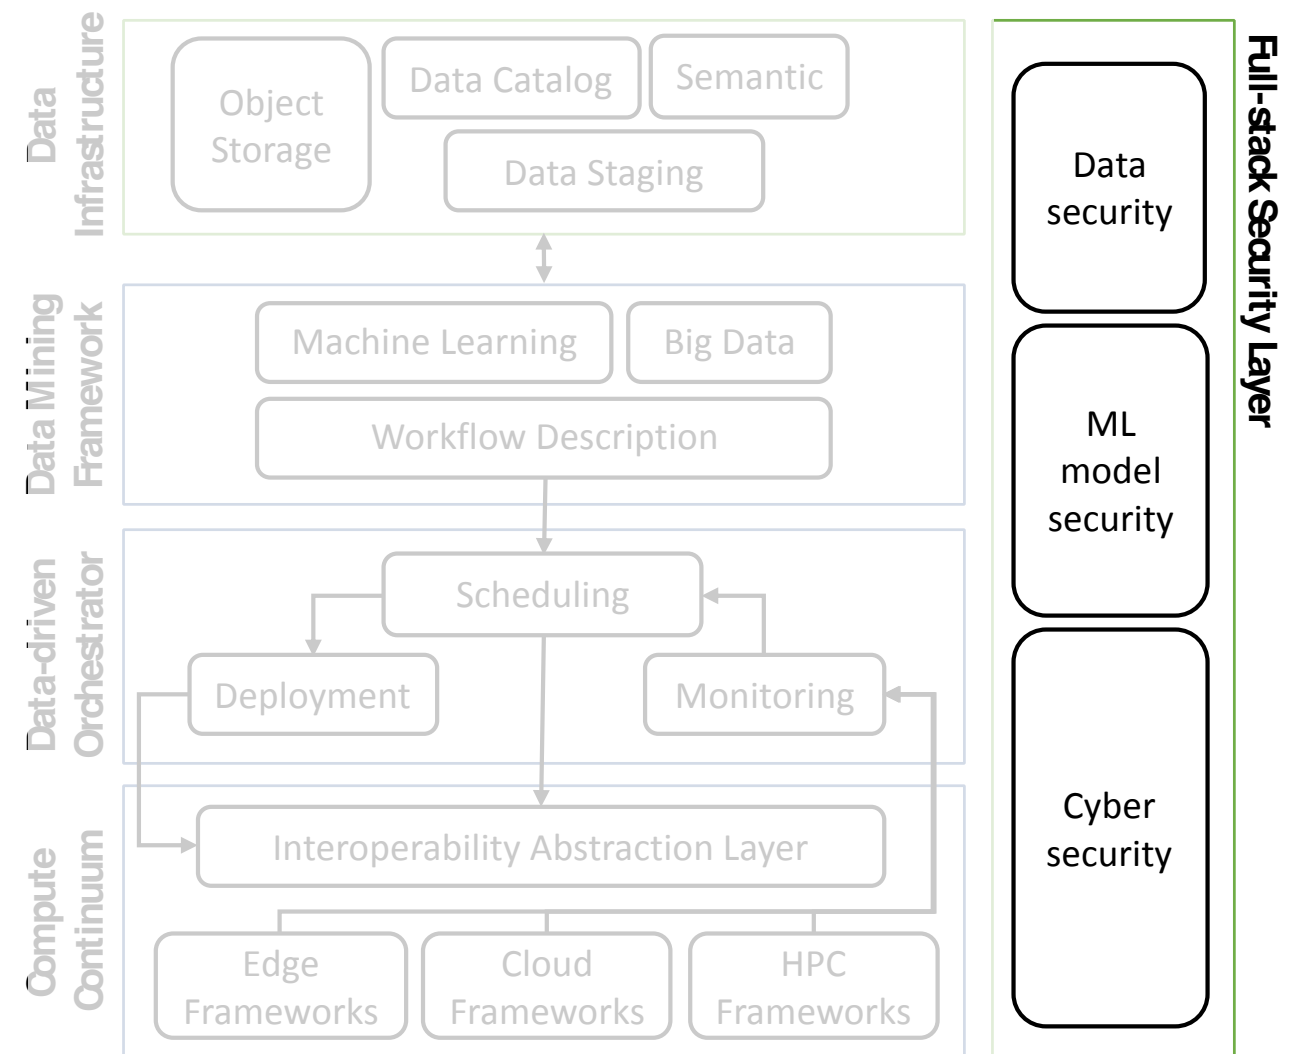 Data
Infrastructure
Object
Storage
Data Catalog
Semantic
Data Staging
Data Mining
Framework
Machine Learning
Big Data
Workflow Description
Data-driven
Orchestrator
Scheduling
Deployment
Monitoring
Compute
Continuum
Interoperability Abstraction Layer
Edge
Frameworks
Cloud
Frameworks
HPC
Frameworks
Full-stack Security Layer
Data
security
ML
model
security
Cyber
security